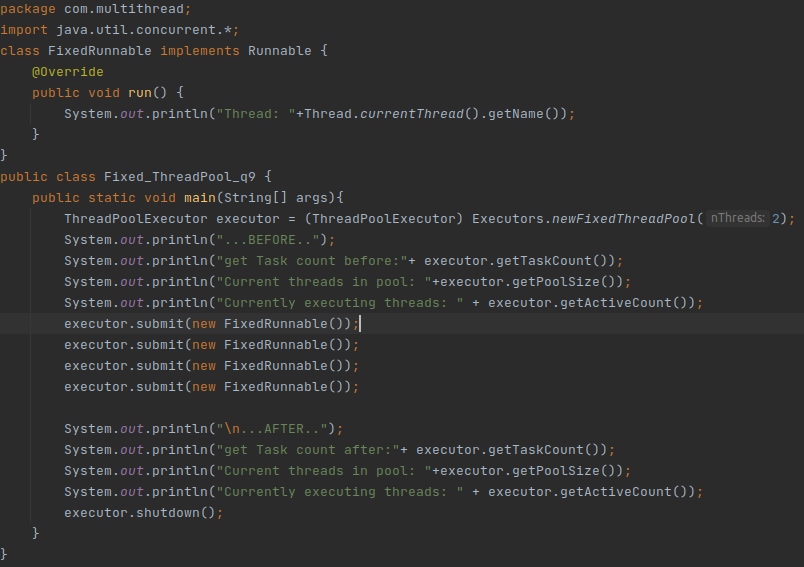 package com.multithread;
import java.util.concurrent.*;
class FixedRunnable implements Runnable {
    @Override
    public void run() {
        System.out.println("Thread: "+Thread.currentThread().getName());
    }
}
public class Fixed_ThreadPool_q9 {
    public static void main(String[] args){
        ThreadPoolExecutor executor = (ThreadPoolExecutor) Executors.newFixedThreadPool( nThreads: 2);
        System.out.println("...BEFORE..");
        System.out.println("get Task count before:"+ executor.getTaskCount());
        System.out.println("Current threads in pool: "+executor.getPoolSize());
        System.out.println("Currently executing threads: " + executor.getActiveCount());
        executor.submit(new FixedRunnable());
        executor.submit(new FixedRunnable());
        executor.submit(new FixedRunnable());
        executor.submit(new FixedRunnable());

        System.out.println("\n...AFTER..");
        System.out.println("get Task count after:"+ executor.getTaskCount());
        System.out.println("Current threads in pool: "+executor.getPoolSize());
        System.out.println("Currently executing threads: " + executor.getActiveCount());
        executor.shutdown();
    }
}